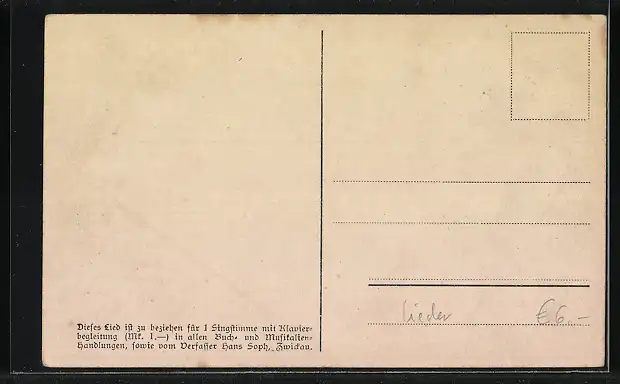 Dieses Lied ist zu beziehen für 1 Singstimme mit Klavier-
begleitung (Mk. 1,—) in allen Buch- und Musikalien-
Handlungen, sowie vom Verfasser Hans Soph, Zwickau.
lieder €6.–